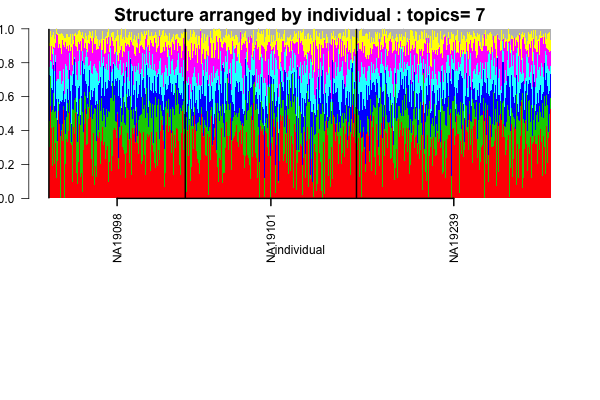 Structure arranged by individual : topics= 7
1.0
0.8
0.6
0.4
0.2
0.0
NA19098
NA19101
NA19239
individual